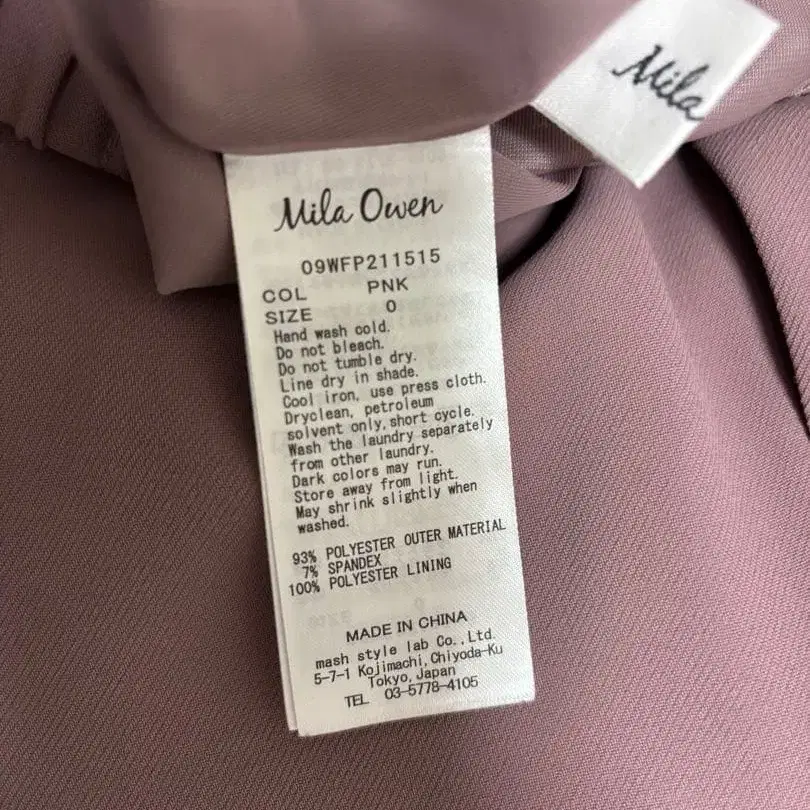 Mila
Mila Owen
09WFP211515
COL PNK
SIZE 0
Hand wash cold.
Do not bleach.
Do not tumble dry.
Line dry in shade.
Cool iron, use press cloth.
Dryclean, petroleum
solvent only, short cycle.
Wash the laundry separately
from other laundry.
Dark colors may run.
Store away from light.
May shrink slightly when
washed.
93% POLYESTER OUTER MATERIAL
7% SPANDEX
100% POLYESTER LINING
MADE IN CHINA
mash style lab Co.,Ltd.
5-7-1 Kojimachi,Chiyoda-Ku
Tokyo,Japan
TEL 03-5778-4105